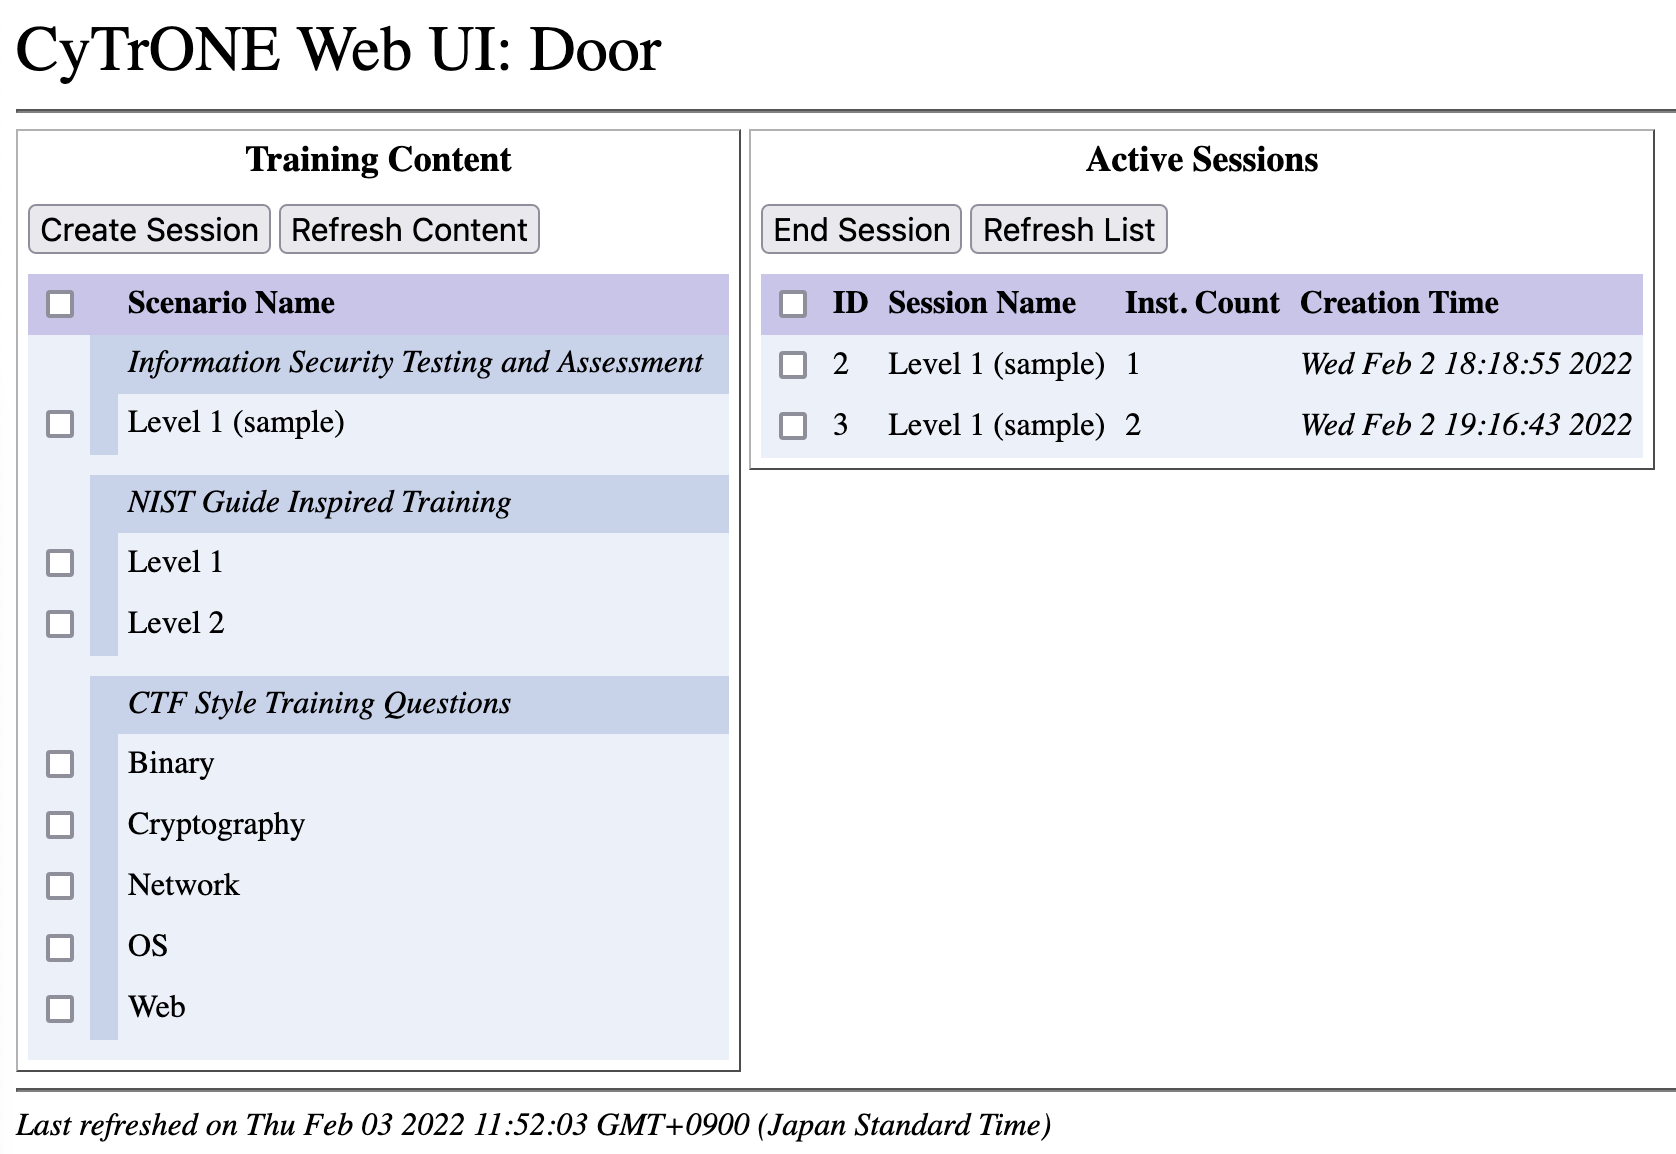 CyTrONE Web UI: Door
Training Content
Create Session Refresh Content
Scenario Name
Information Security Testing and Assessment
Level 1 (sample)
NIST Guide Inspired Training
Level 1
Level 2
CTF Style Training Questions
Binary
Cryptography
Network
OS
Web
Active Sessions
End Session Refresh List
ID Session Name Inst. Count Creation Time
2 Level 1 (sample) 1 Wed Feb 2 18:18:55 2022
3 Level 1 (sample) 2 Wed Feb 2 19:16:43 2022
Last refreshed on Thu Feb 03 2022 11:52:03 GMT+0900 (Japan Standard Time)